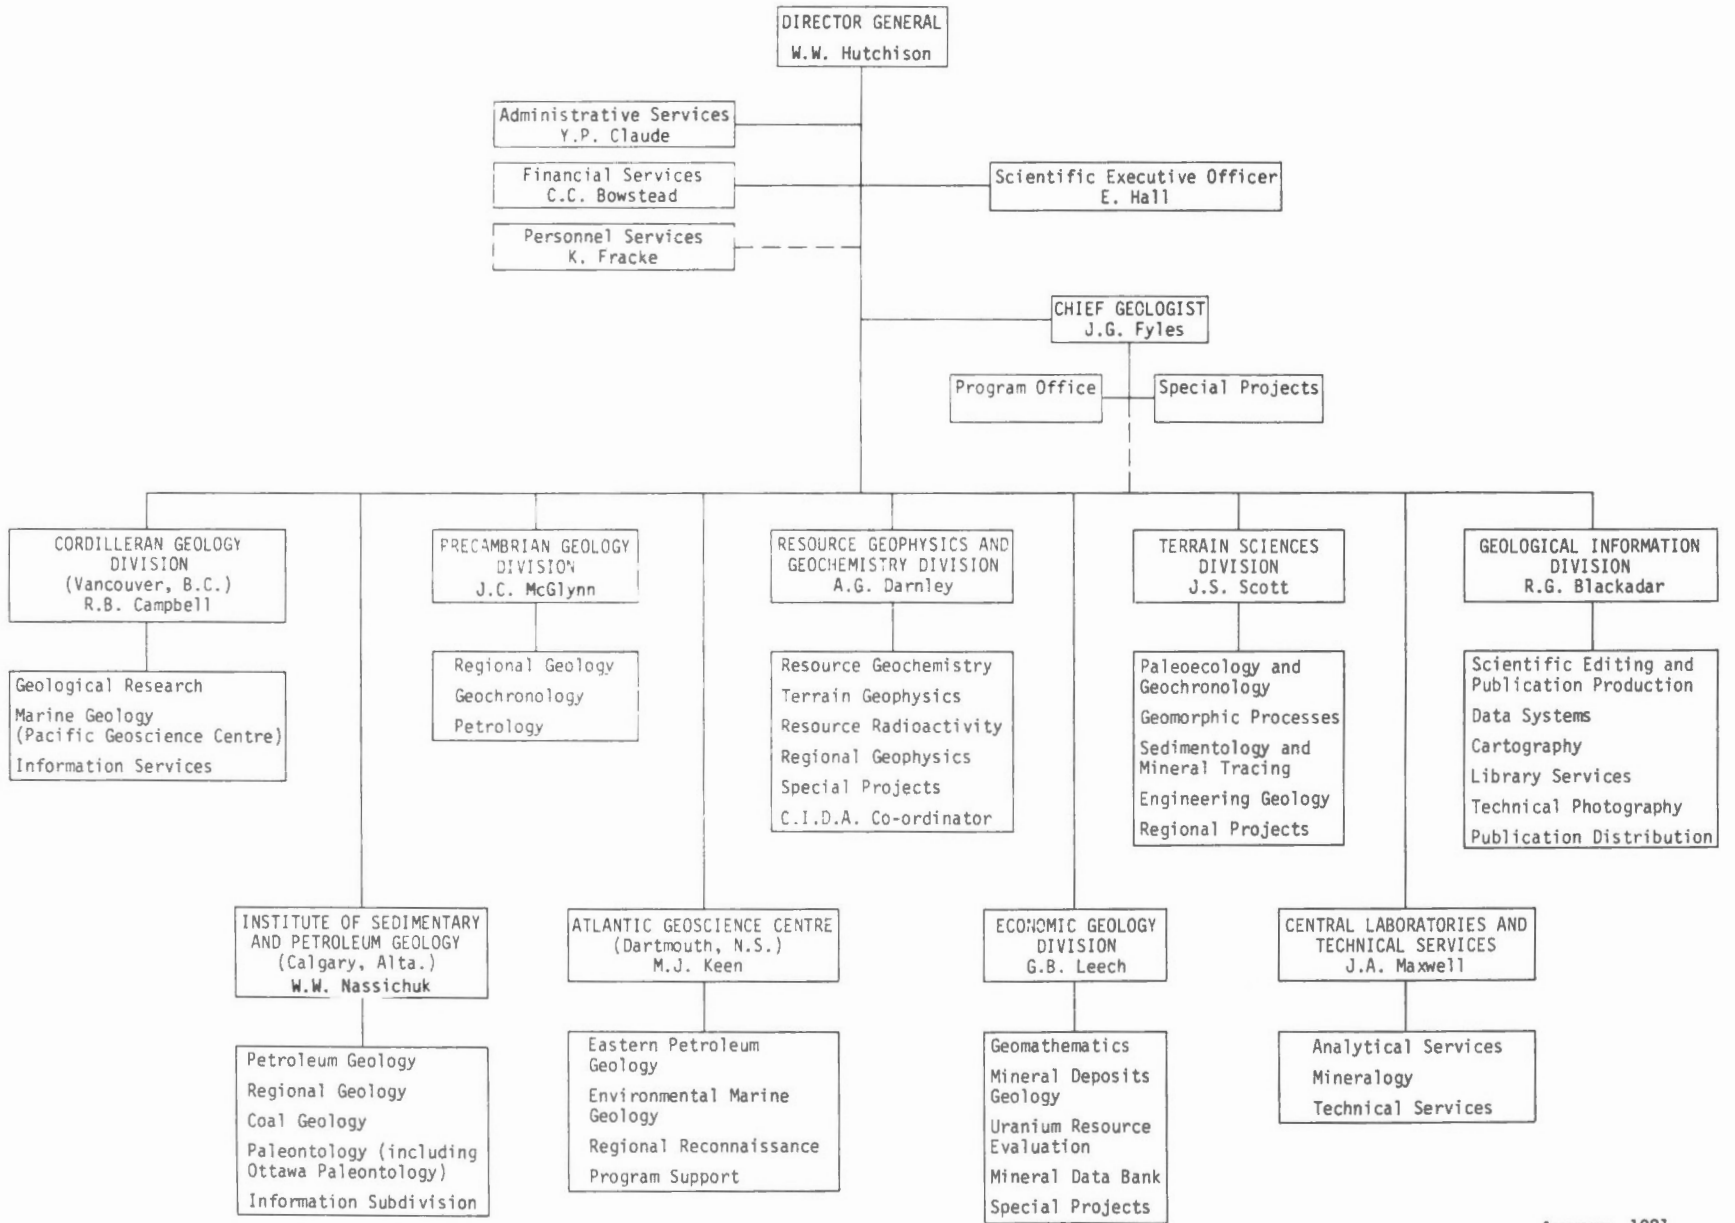 DIRECTOR GENERAL
W.W. Hutchison
Administrative Services
Y.P. Claude
Financial Services
C.C. Bowstead
Scientific Executive Officer
E. Hall
Personnel Services
K. Fracke
CHIEF GEOLOGIST
J.G. Fyles
Program Office
Special Projects
CORDILLERAN GEOLOGY
DIVISION
(Vancouver, B.C.)
R.B. Campbell
Geological Research
Marine Geology
(Pacific Geoscience Centre)
Information Services
PRECAMBRIAN GEOLOGY
DIVISION
J.C. McGlynn
Regional Geology
Geochronology
Petrology
RESOURCE GEOPHYSICS AND
GEOCHEMISTRY DIVISION
A.G. Darnley
Resource Geochemistry
Terrain Geophysics
Resource Radioactivity
Regional Geophysics
Special Projects
C.I.D.A. Co-ordinator
TERRAIN SCIENCES
DIVISION
J.S. Scott
Paleoecology and
Geochronology
Geomorphic Processes
Sedimentology and
Mineral Tracing
Engineering Geology
Regional Projects
GEOLOGICAL INFORMATION
DIVISION
R.G. Blackadar
Scientific Editing and
Publication Production
Data Systems
Cartography
Library Services
Technical Photography
Publication Distribution
INSTITUTE OF SEDIMENTARY
AND PETROLEUM GEOLOGY
(Calgary, Alta.)
W.W. Nassichuk
Petroleum Geology
Regional Geology
Coal Geology
Paleontology (including
Ottawa Paleontology)
Information Subdivision
ATLANTIC GEOSCIENCE CENTRE
(Dartmouth, N.S.)
M.J. Keen
Eastern Petroleum
Geology
Environmental Marine
Geology
Regional Reconnaissance
Program Support
ECONOMIC GEOLOGY
DIVISION
G.B. Leech
Geomathematics
Mineral Deposits
Geology
Uranium Resource
Evaluation
Mineral Data Bank
Special Projects
CENTRAL LABORATORIES AND
TECHNICAL SERVICES
J.A. Maxwell
Analytical Services
Mineralogy
Technical Services